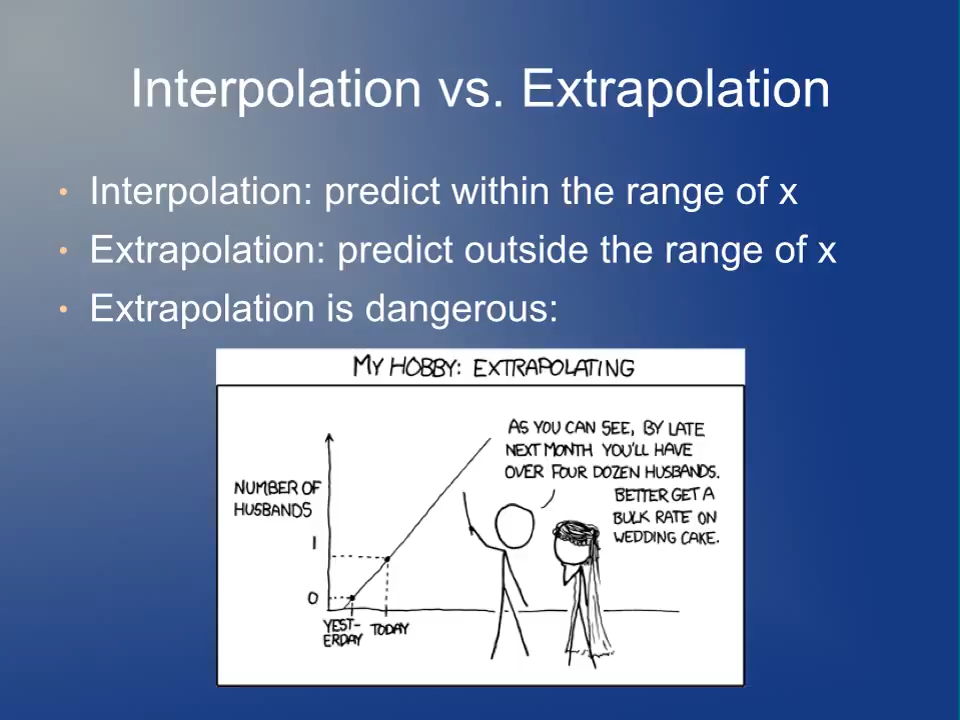 Interpolation vs. Extrapolation
• Interpolation: predict within the range of x
• Extrapolation: predict outside the range of x
• Extrapolation is dangerous:
MY HOBBY: EXTRAPOLATING
AS YOU CAN SEE, BY LATE
NEXT MONTH YOU'LL HAVE
OVER FOUR DOZEN HUSBANDS.
BETTER GET A
BULK RATE ON
WEDDING CAKE.
NUMBER OF
HUSBANDS
1
0
YEST-
ERDAY
TODAY